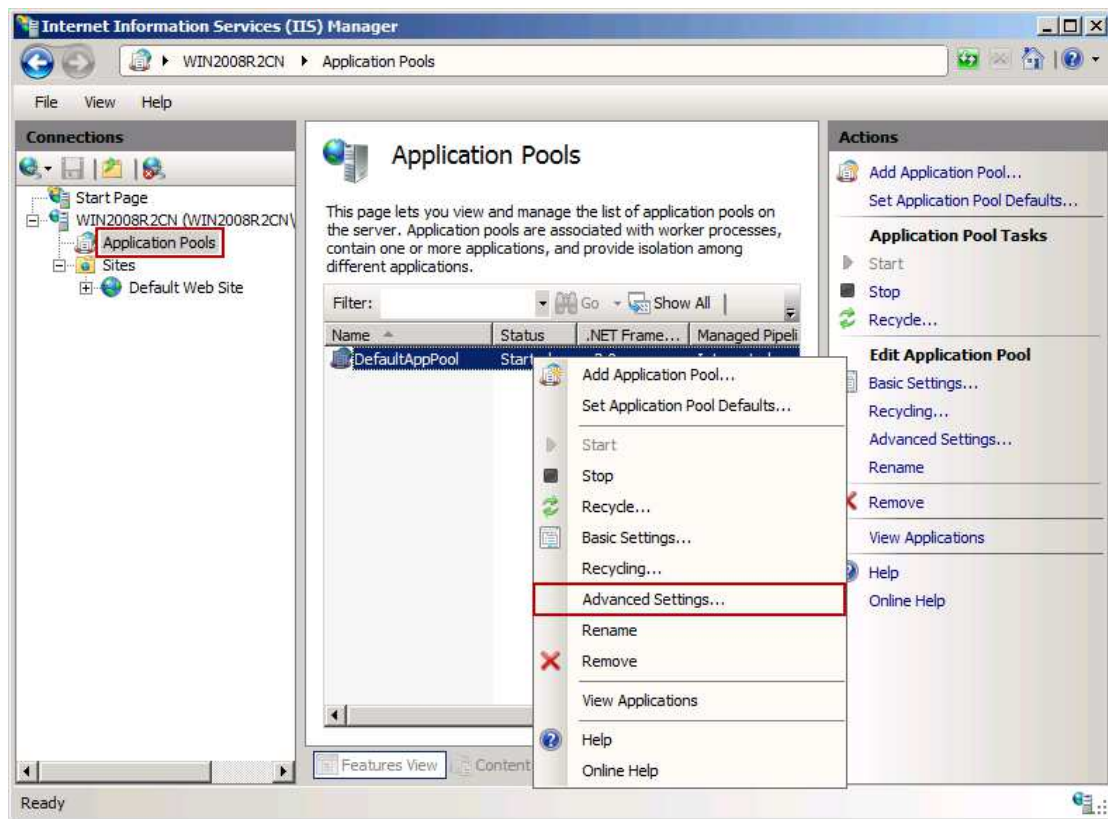 Internet Information Services (IIS) Manager
WIN2008R2CN Application Pools
File View Help
Connections
Start Page
WIN2008R2CN (WIN2008R2CN\
Application Pools
Sites
Default Web Site
Application Pools
This page lets you view and manage the list of application pools on
the server. Application pools are associated with worker processes,
contain one or more applications, and provide isolation among
different applications.
Filter: Go Show All
Name Status .NET Frame... Managed Pipeli
DefaultAppPool
Add Application Pool...
Set Application Pool Defaults...
Start
Stop
Recycle...
Basic Settings...
Recycling...
Advanced Settings...
Rename
Remove
View Applications
Help
Online Help
Features View Content
Actions
Add Application Pool...
Set Application Pool Defaults...
Application Pool Tasks
Start
Stop
Recycle...
Edit Application Pool
Basic Settings...
Recycling...
Advanced Settings...
Rename
Remove
View Applications
Help
Online Help
Ready